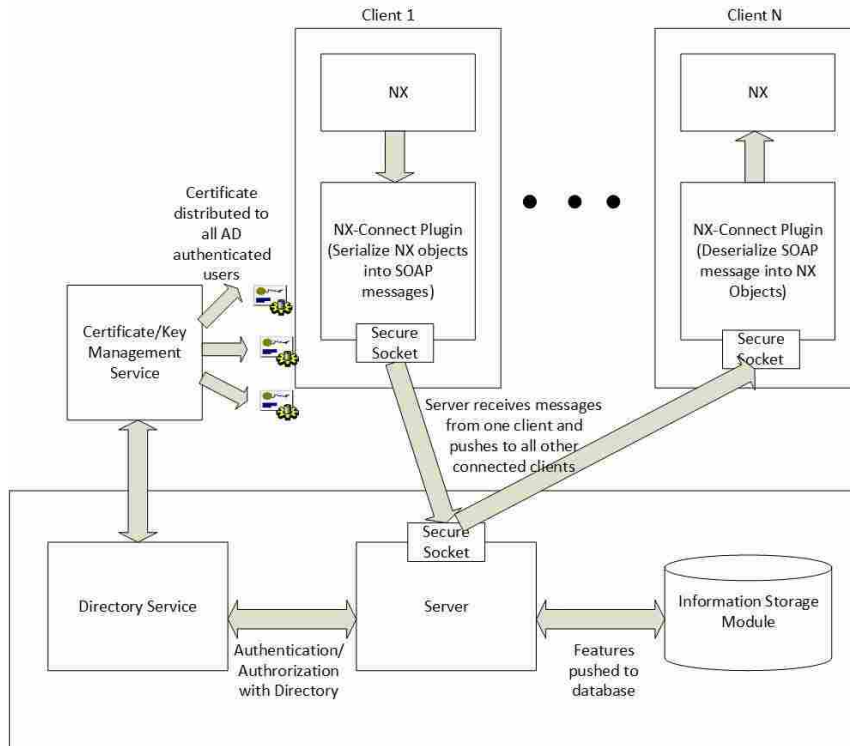 Client 1
Client N
NX
NX
Certificate
distributed to
all AD
authenticated
users
NX-Connect Plugin
(Serialize NX objects
into SOAP
messages)
NX-Connect Plugin
(Deserialize SOAP
message into NX
Objects)
Certificate/Key
Management
Service
Secure
Socket
Secure
Socket
Server receives messages
from one client and
pushes to all other
connected clients
Secure
Socket
Directory Service
Server
Information Storage
Module
Authentication/
Authrorization
with Directory
Features
pushed to
database